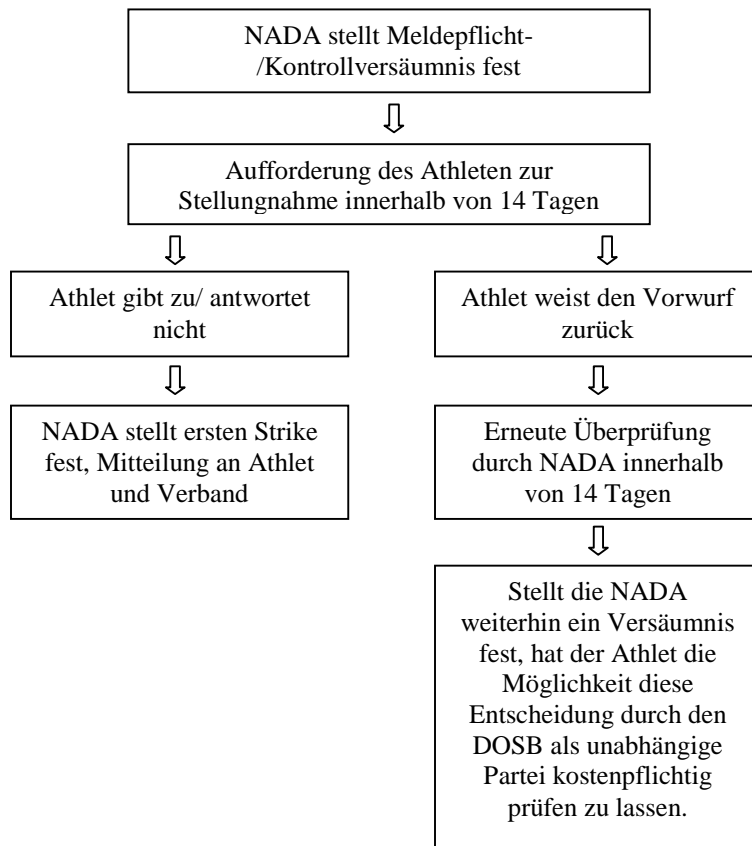 NADA stellt Meldepflicht-
/Kontrollversäumnis fest
Aufforderung des Athleten zur
Stellungnahme innerhalb von 14 Tagen
Athlet gibt zu/ antwortet
nicht
Athlet weist den Vorwurf
zurück
NADA stellt ersten Strike
fest, Mitteilung an Athlet
und Verband
Erneute Überprüfung
durch NADA innerhalb
von 14 Tagen
Stellt die NADA
weiterhin ein Versäumnis
fest, hat der Athlet die
Möglichkeit diese
Entscheidung durch den
DOSB als unabhängige
Partei kostenpflichtig
prüfen zu lassen.